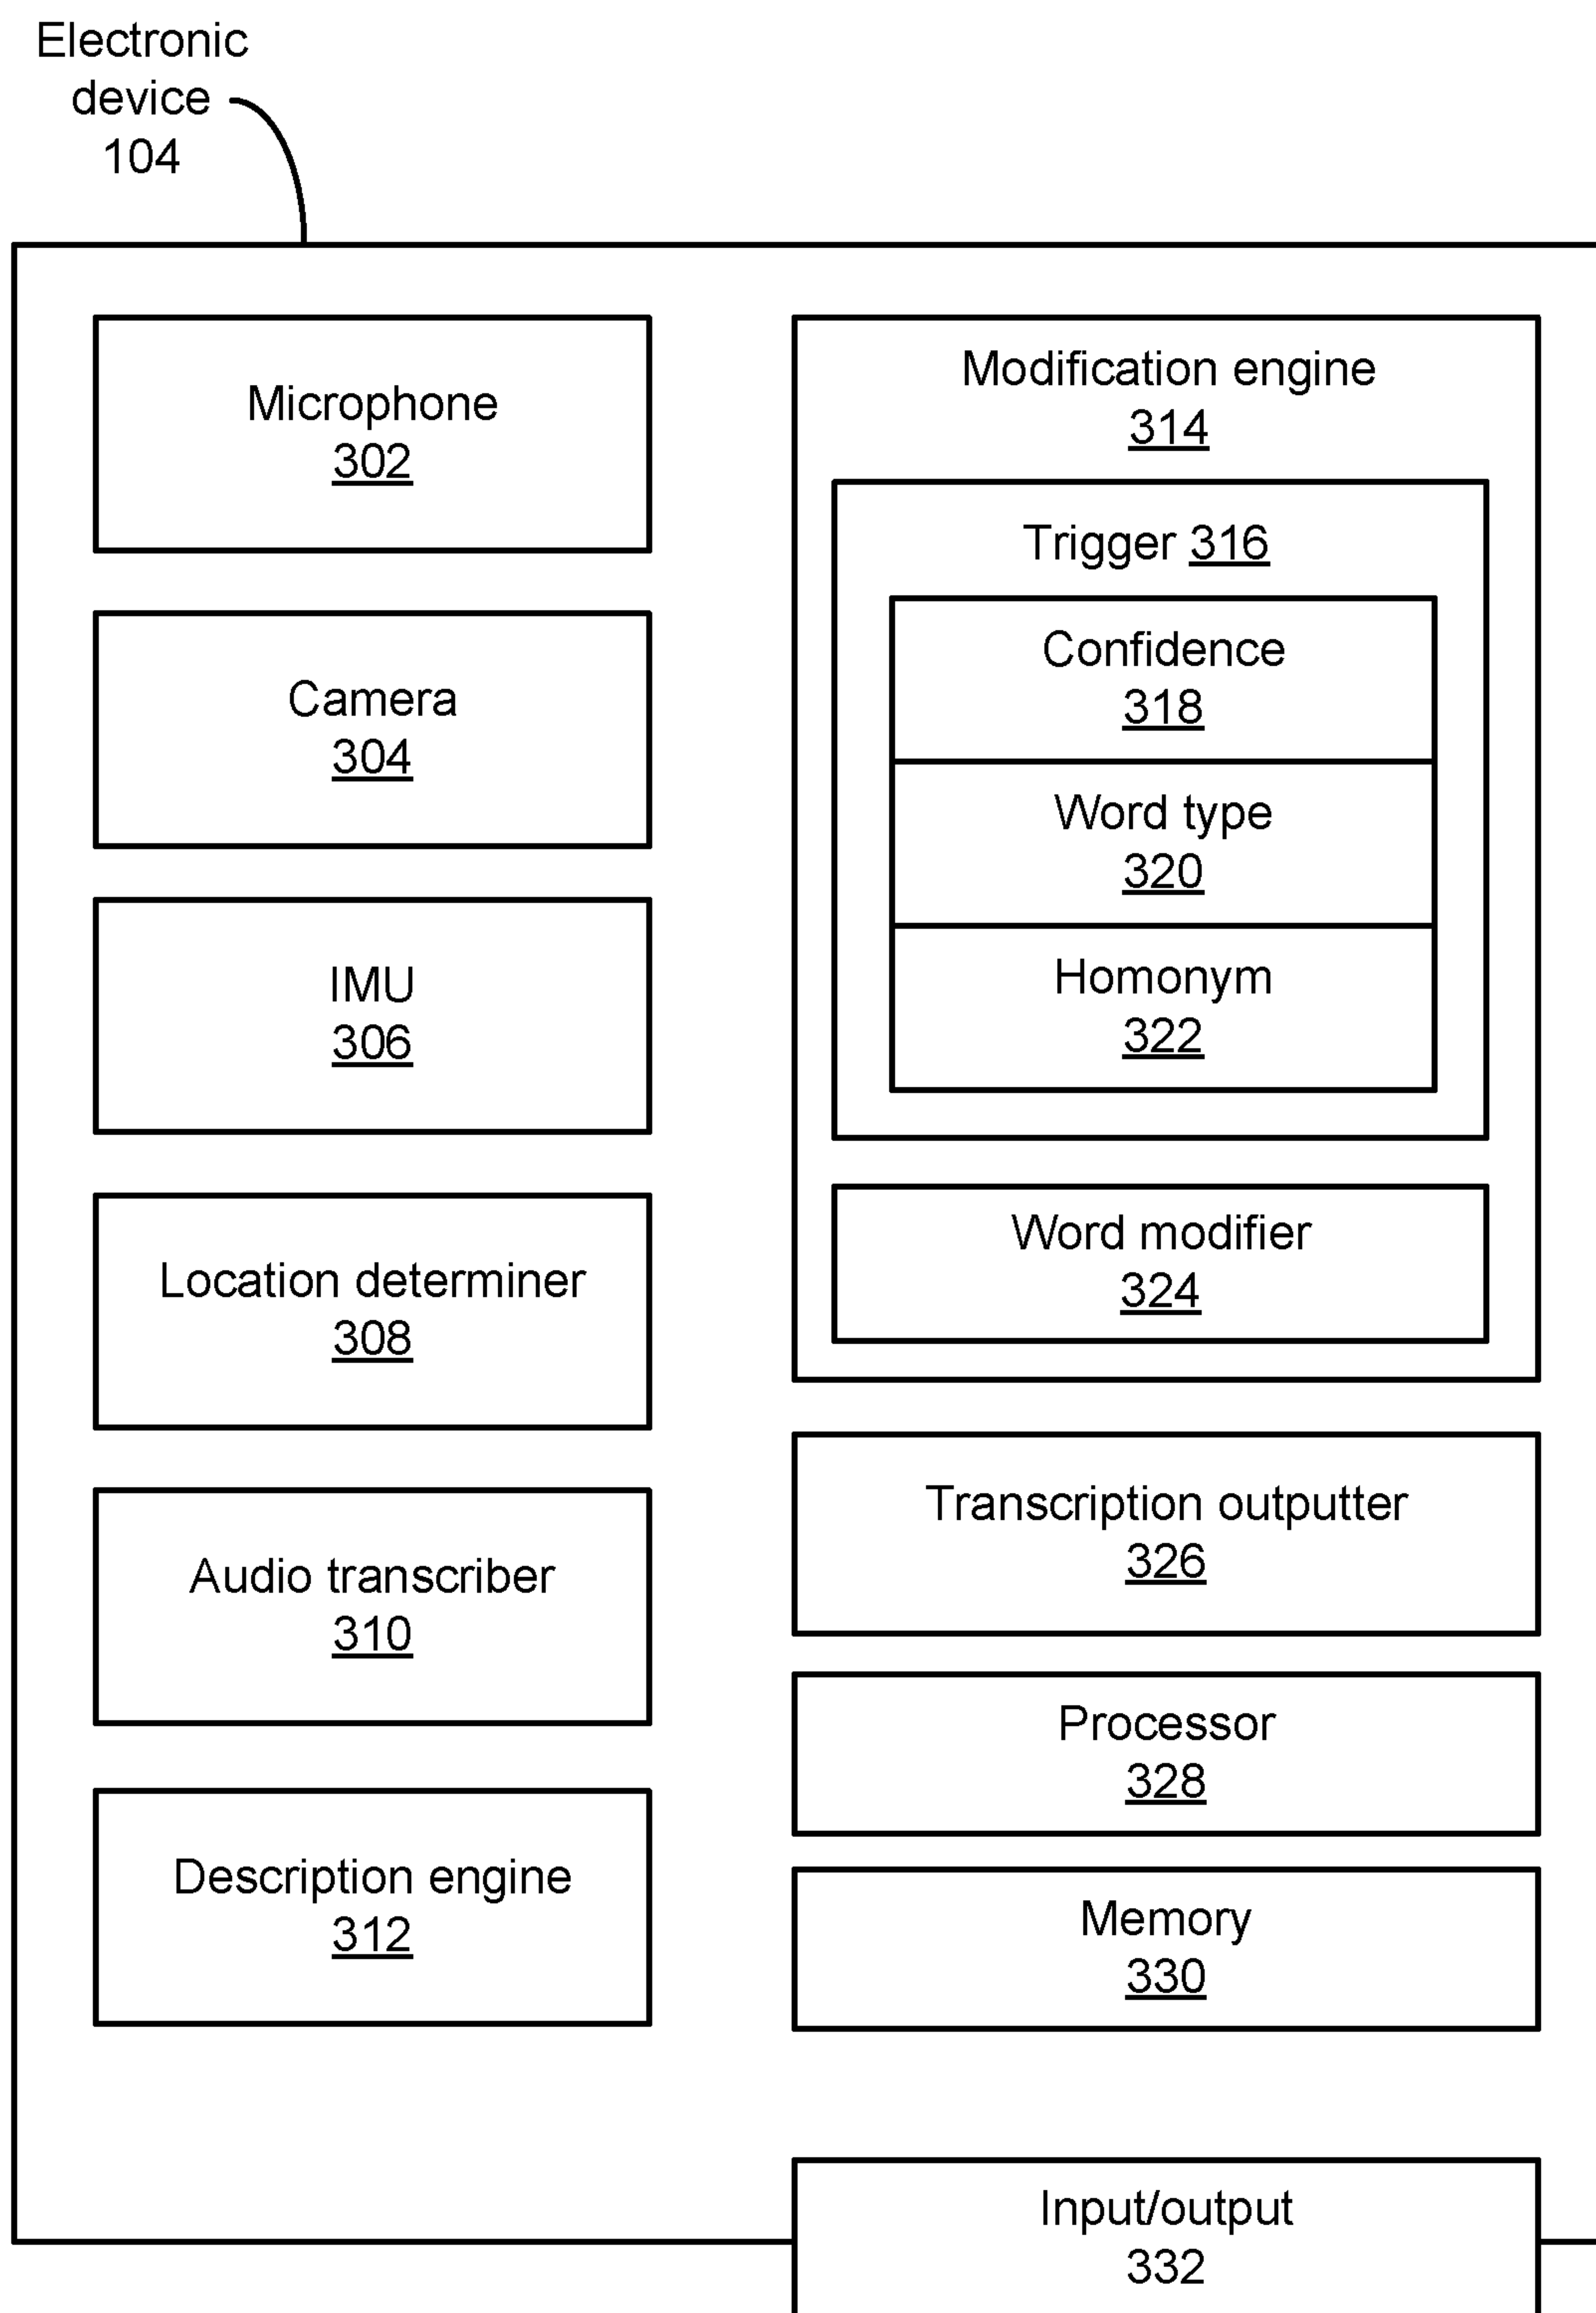 Electronic
device
104
Microphone
302
Camera
304
IMU
306
Location determiner
308
Audio transcriber
310
Description engine
312
Modification engine
314
Trigger 316
Confidence
318
Word type
320
Homonym
322
Word modifier
324
Transcription outputter
326
Processor
328
Memory
330
Input/output
332